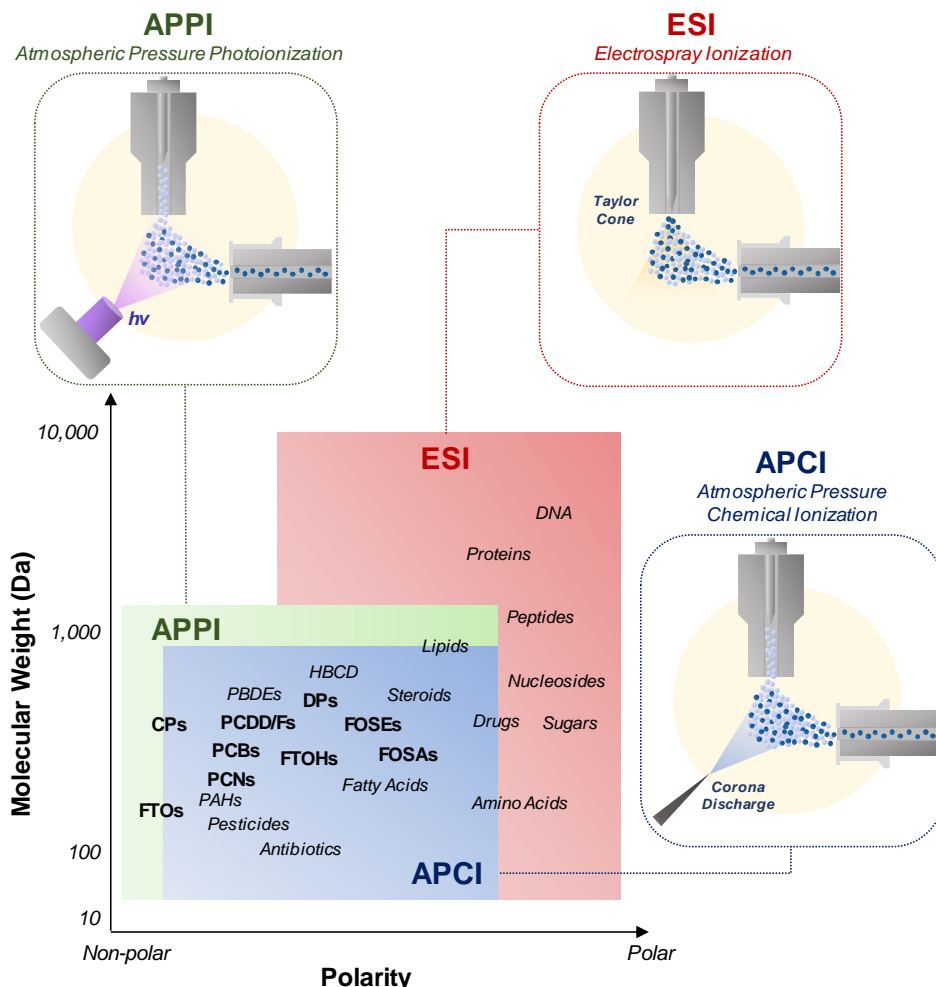 APPI
Atmospheric Pressure Photoionization
hν
ESI
Electrospray Ionization
Taylor
Cone
APCI
Atmospheric Pressure
Chemical Ionization
Corona
Discharge
Molecular Weight (Da)
10,000
1,000
100
10
ESI
DNA
Proteins
Peptides
APPI
Lipids
HBCD
Nucleosides
PBDEs
DPs
Steroids
CPs
PCDD/Fs
FOSEs
Drugs
Sugars
PCBs
FTOHs
FOSAs
PCNs
Fatty Acids
PAHs
FTOs
Amino Acids
Pesticides
Antibiotics
APCI
Non-polar
Polar
Polarity